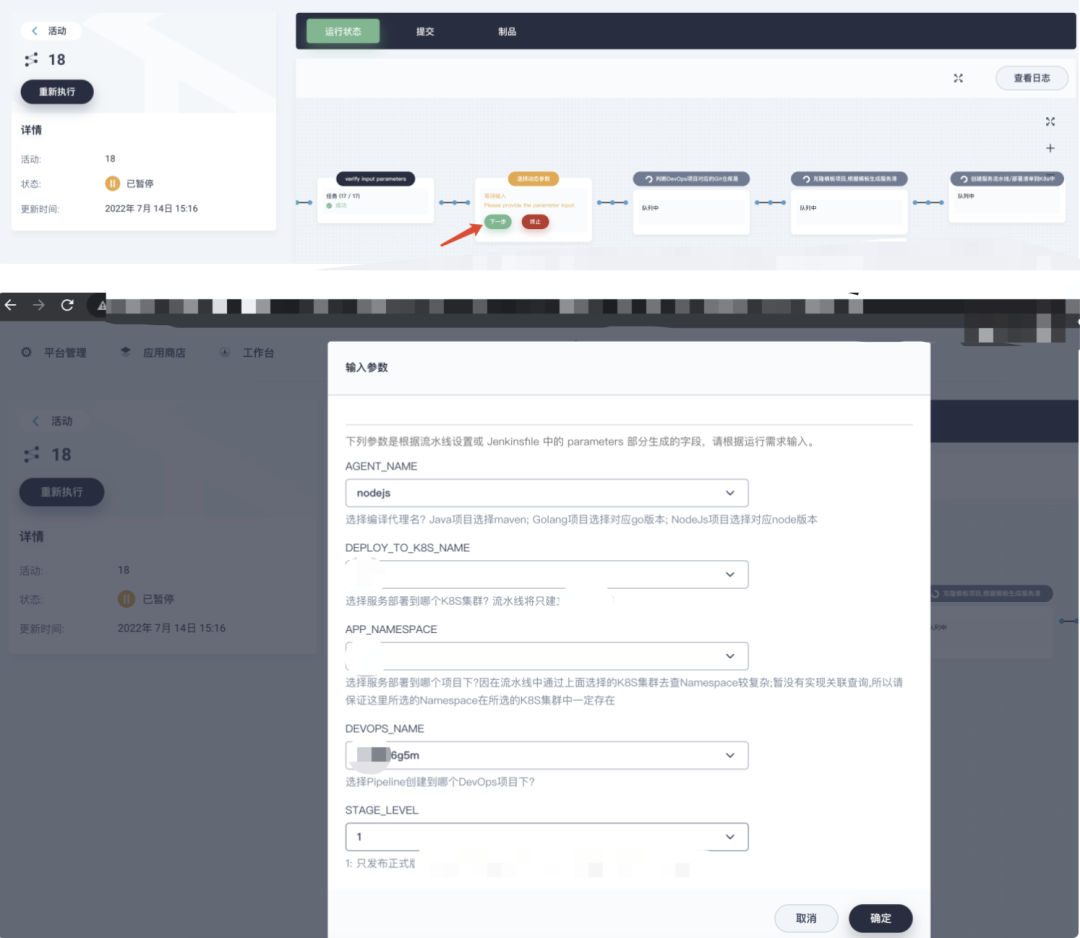 活动
18
重新执行
详情
活动: 18
状态: 已暂停
更新时间: 2022年 7月 14日 15:16
运行状态 提交 制品
查看日志
verify input parameters
任务 (17 / 17)
成功
选择动态参数
等待输入
Please provide the parameter input
下一步 终止
判断DevOps项目对应的Git仓库是
队列中
克隆模板项目,根据模板生成服务源
队列中
创建服务流水线/部署清单到K8s中
队列中
平台管理 应用商店 工作台
活动
18
重新执行
详情
活动: 18
状态: 已暂停
更新时间: 2022年 7月 14日 15:16
克隆模板项目,根据模板生成服务源
队列中
输入参数
下列参数是根据流水线设置或 Jenkinsfile 中的 parameters 部分生成的字段，请根据运行需求输入。
AGENT_NAME
nodejs
选择编译代理名? Java项目选择maven; Golang项目选择对应go版本; NodeJs项目选择对应node版本
DEPLOY_TO_K8S_NAME
选择服务部署到哪个K8S集群? 流水线将只建
APP_NAMESPACE
选择服务部署到哪个项目下?因在流水线中通过上面选择的K8S集群去查Namespace较复杂;暂没有实现关联查询,所以请
保证这里所选的Namespace在所选的K8S集群中一定存在
DEVOPS_NAME
6g5m
选择Pipeline创建到哪个DevOps项目下?
STAGE_LEVEL
1
1: 只发布正式版
取消 确定